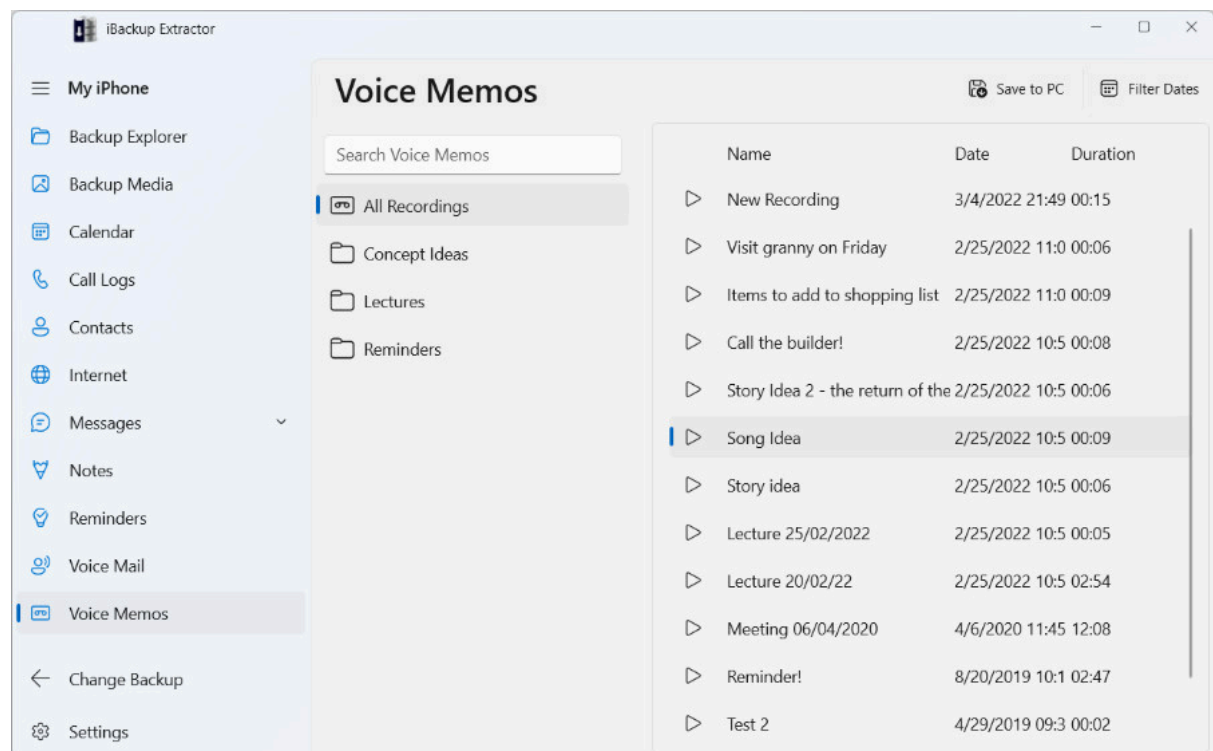 iBackup Extractor
My iPhone
Backup Explorer
Backup Media
Calendar
Call Logs
Contacts
Internet
Messages
Notes
Reminders
Voice Mail
Voice Memos
Change Backup
Settings
Voice Memos
Save to PC
Filter Dates
Search Voice Memos
All Recordings
Concept Ideas
Lectures
Reminders
Name Date Duration
New Recording 3/4/2022 21:49 00:15
Visit granny on Friday 2/25/2022 11:0 00:06
Items to add to shopping list 2/25/2022 11:0 00:09
Call the builder! 2/25/2022 10:5 00:08
Story Idea 2 - the return of the 2/25/2022 10:5 00:06
Song Idea 2/25/2022 10:5 00:09
Story idea 2/25/2022 10:5 00:06
Lecture 25/02/2022 2/25/2022 10:5 00:05
Lecture 20/02/22 2/25/2022 10:5 02:54
Meeting 06/04/2020 4/6/2020 11:45 12:08
Reminder! 8/20/2019 10:1 02:47
Test 2 4/29/2019 09:3 00:02